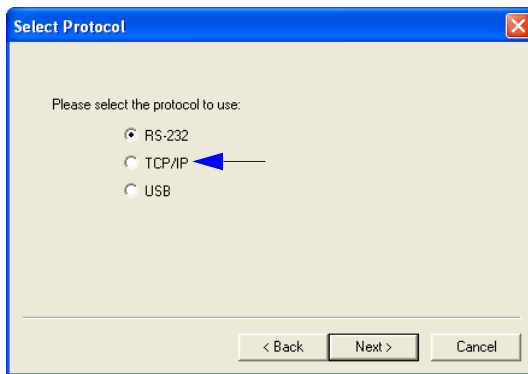 Select Protocol
Please select the protocol to use:
RS-232
TCP/IP
USB
< Back Next > Cancel